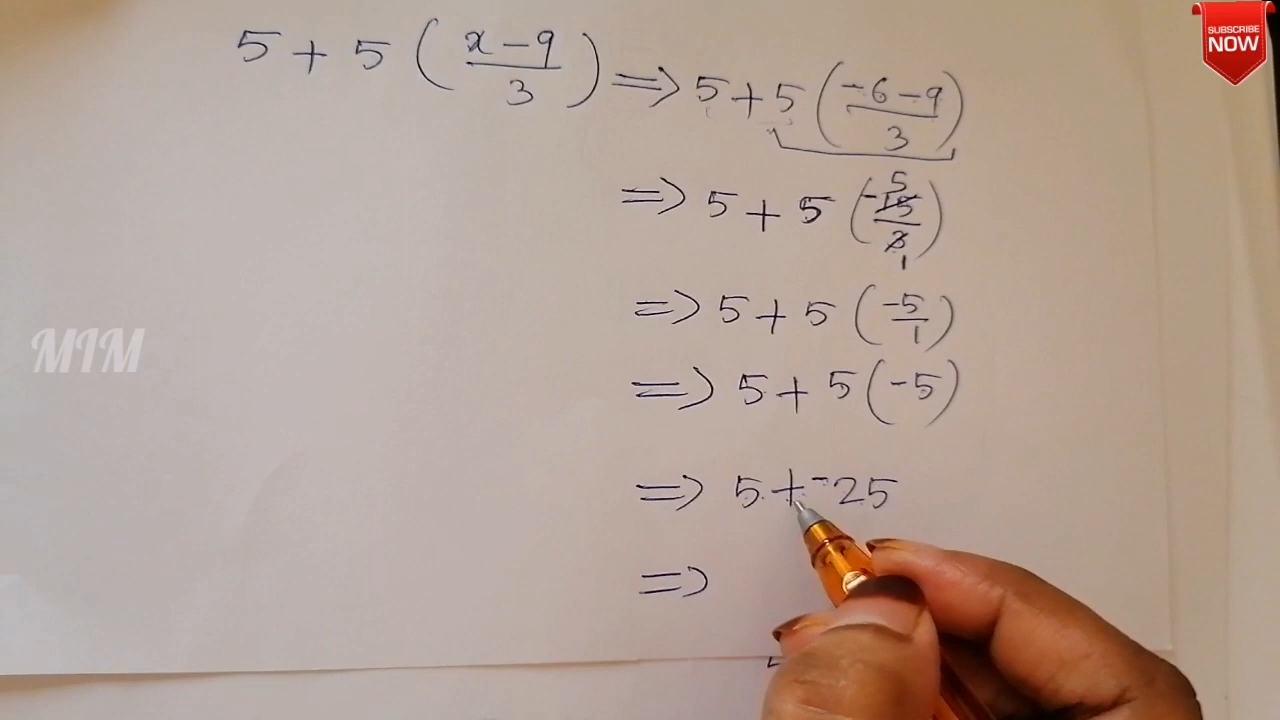 5 + 5 ( x - 9 / 3 ) => 5 + 5 ( -6 - 9 / 3 )
=> 5 + 5 ( -15 / 3 ) 5 1
=> 5 + 5 ( -5 / 1 )
=> 5 + 5 ( -5 )
=> 5 + -25
=>
MIM
SUBSCRIBE
NOW